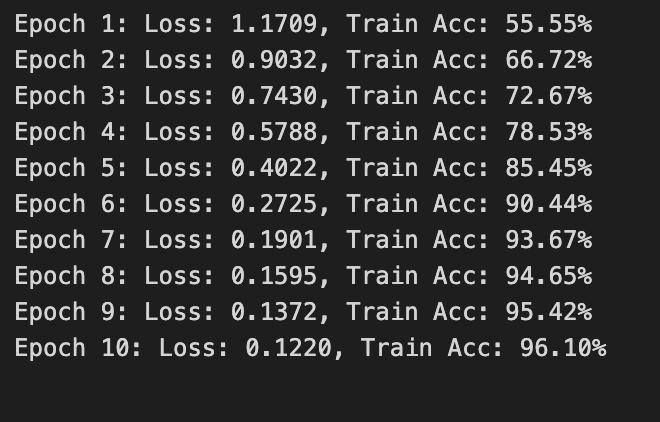 Epoch 1: Loss: 1.1709, Train Acc: 55.55%
Epoch 2: Loss: 0.9032, Train Acc: 66.72%
Epoch 3: Loss: 0.7430, Train Acc: 72.67%
Epoch 4: Loss: 0.5788, Train Acc: 78.53%
Epoch 5: Loss: 0.4022, Train Acc: 85.45%
Epoch 6: Loss: 0.2725, Train Acc: 90.44%
Epoch 7: Loss: 0.1901, Train Acc: 93.67%
Epoch 8: Loss: 0.1595, Train Acc: 94.65%
Epoch 9: Loss: 0.1372, Train Acc: 95.42%
Epoch 10: Loss: 0.1220, Train Acc: 96.10%